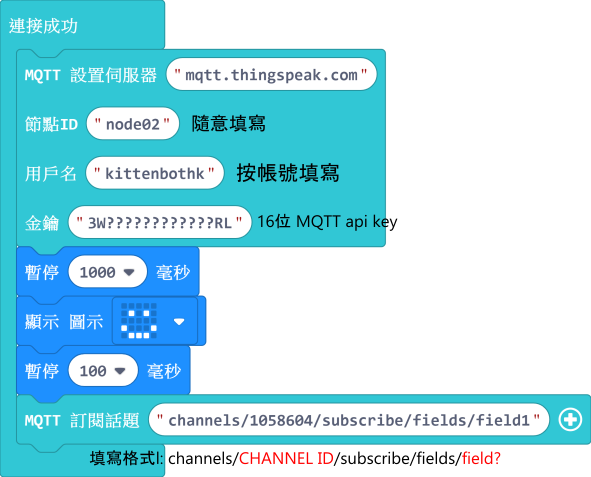 連接成功
MQTT 設置伺服器 "mqtt.thingspeak.com"
節點ID "node02" 隨意填寫
用戶名 "kittenbothk" 按帳號填寫
金鑰 "3W????????????RL" 16位 MQTT api key
暫停 1000 毫秒
顯示 圖示
暫停 100 毫秒
MQTT 訂閱話題 "channels/1058604/subscribe/fields/field1"
填寫格式l: channels/CHANNEL ID/subscribe/fields/field?